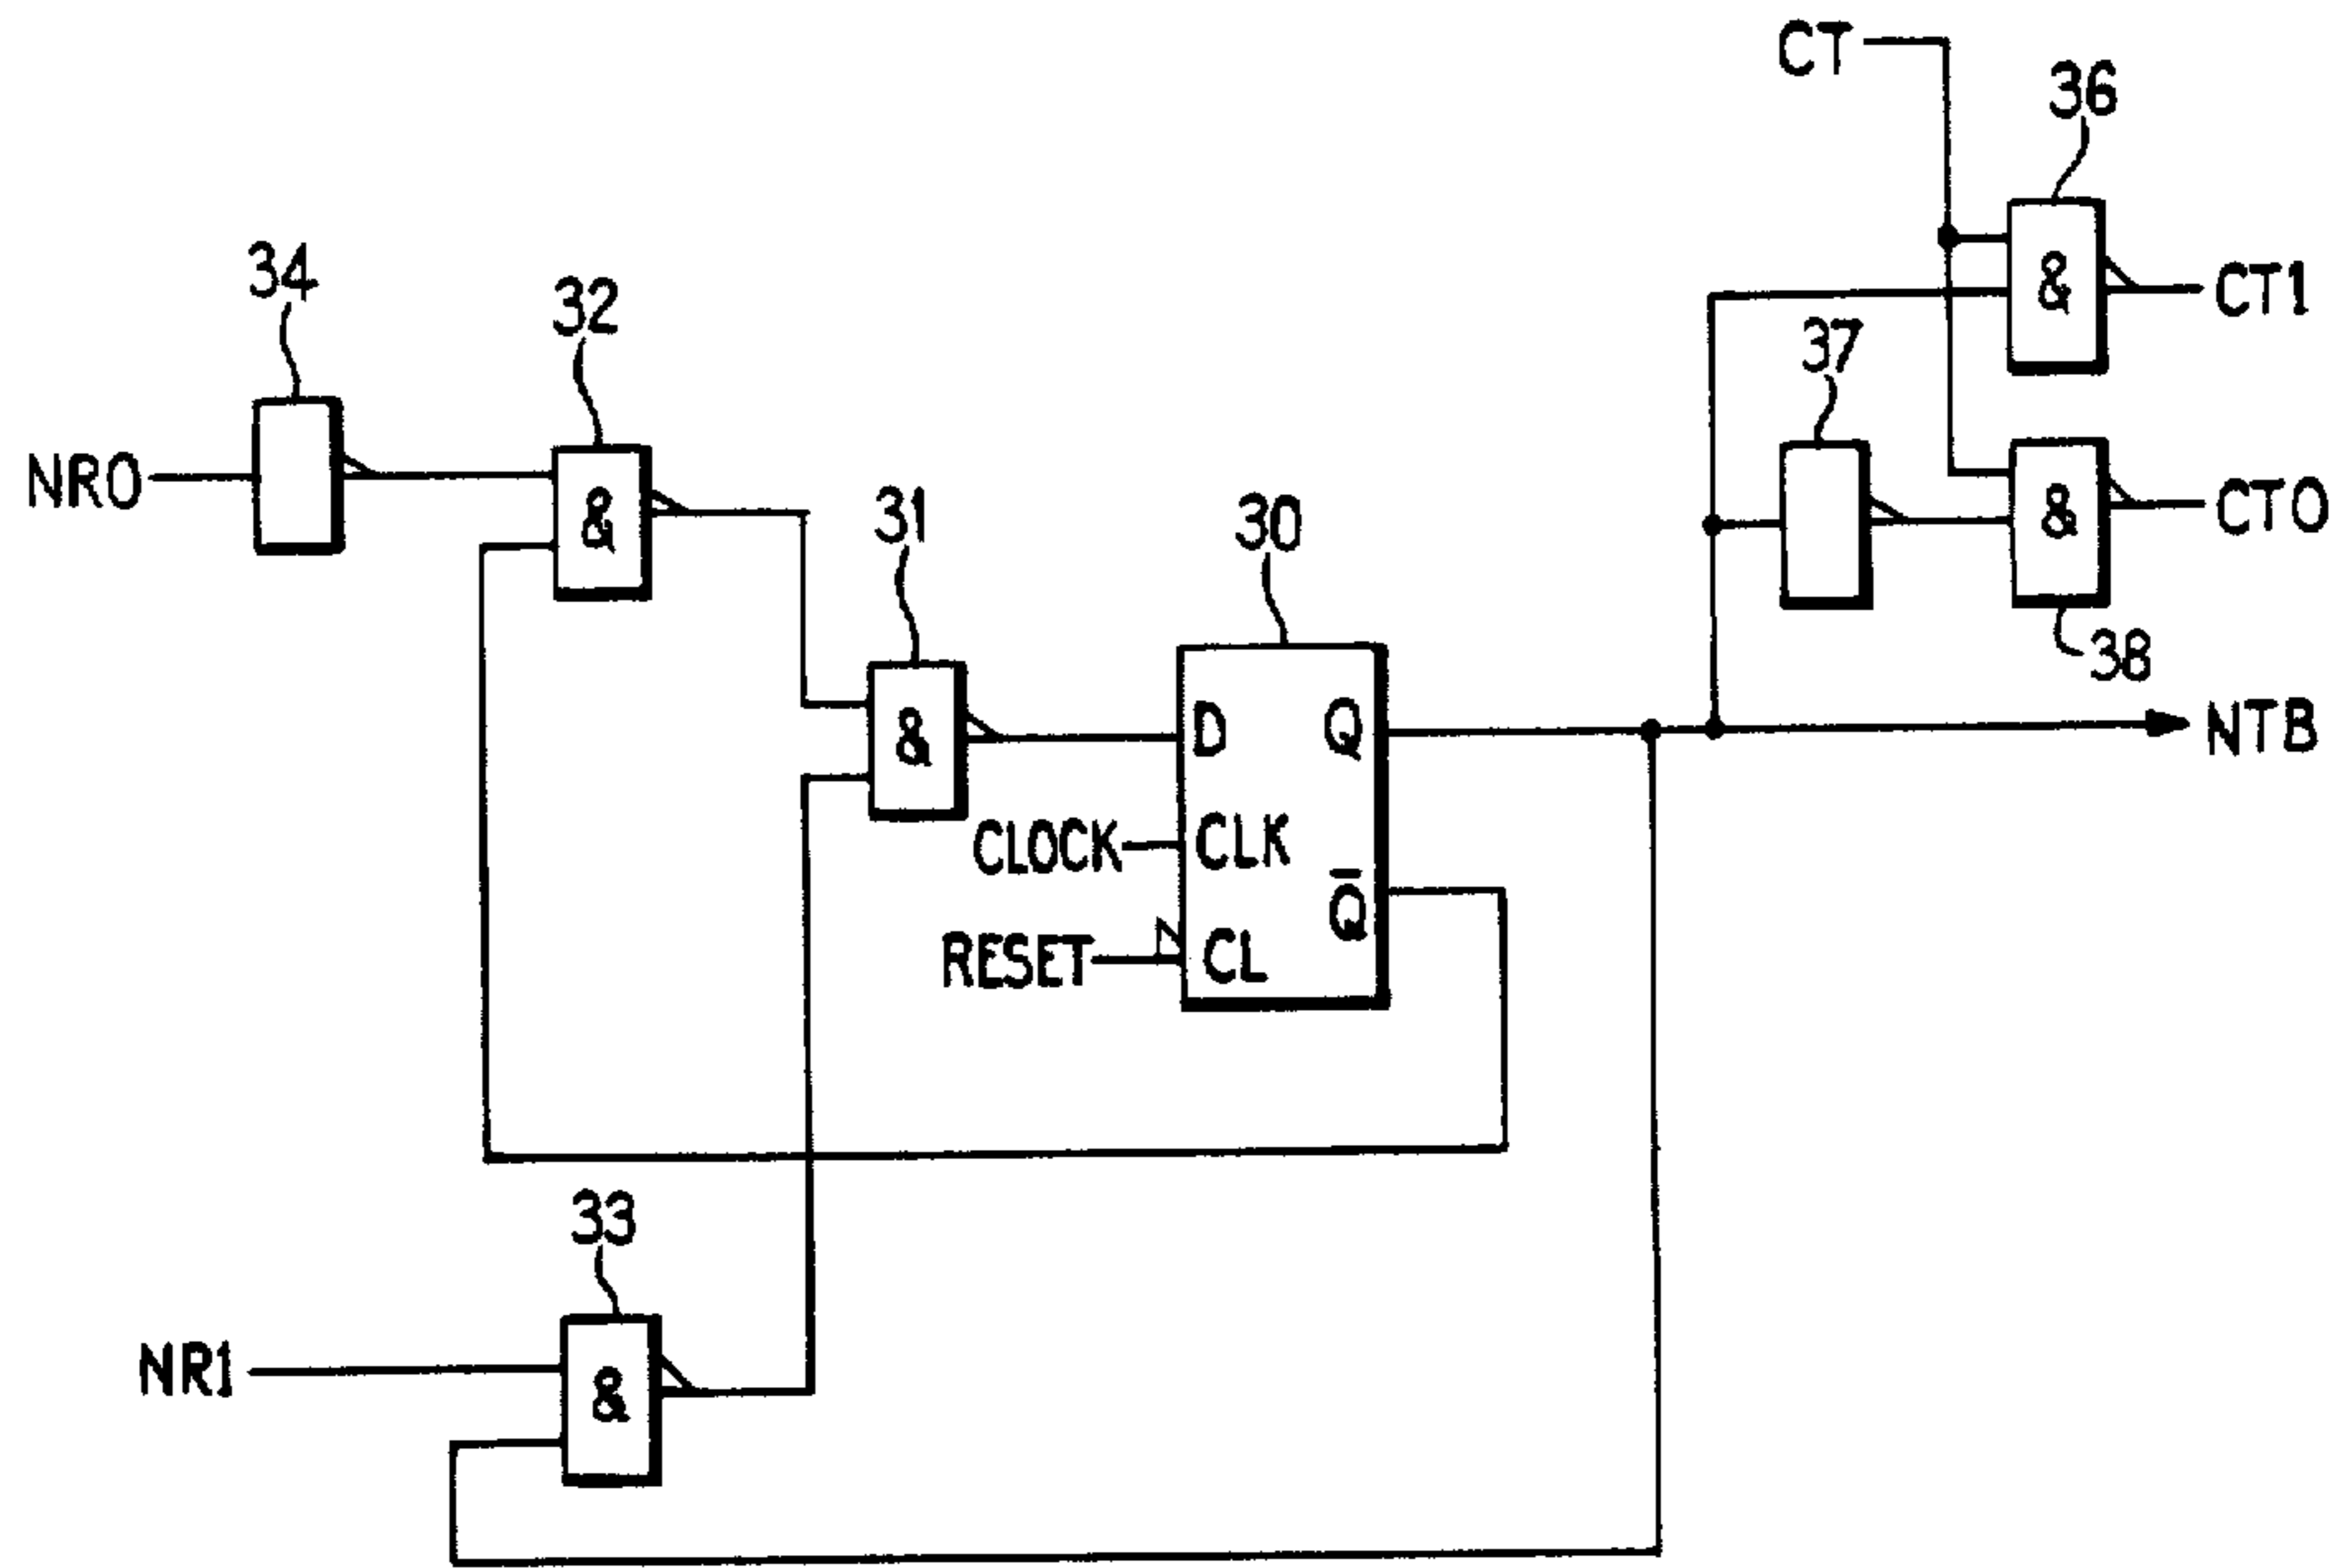 CT
36
34
32
&
CT1
37
NR0
&
31
30
&
CT0
38
&
D
Q
NTB
CLOCK
CLK
Q̅
RESET
CL
33
NR1
&